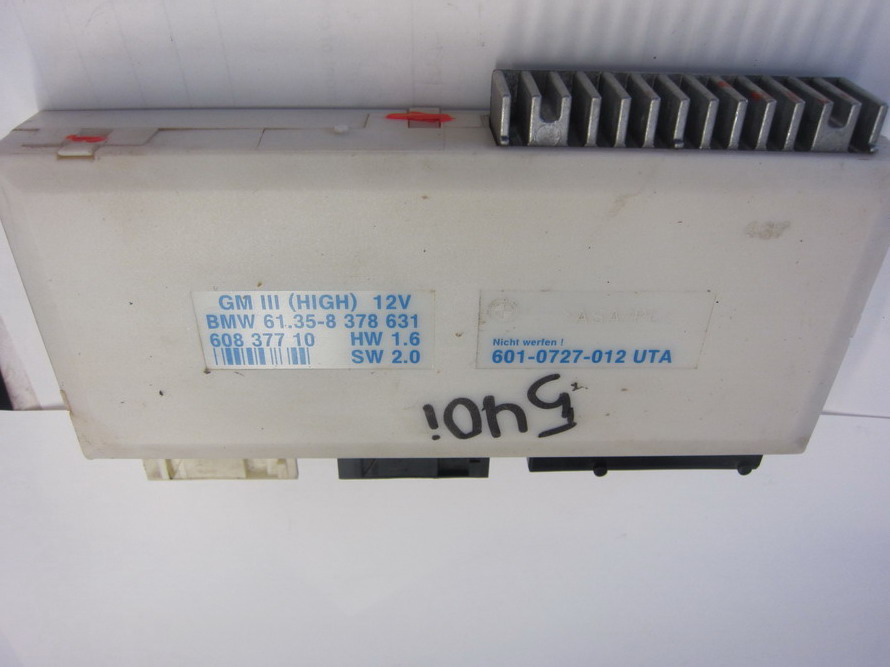 GM III (HIGH) 12V
BMW 61.35-8 378 631
608 377 10 HW 1.6
SW 2.0
Nicht werfen !
601-0727-012 UTA
540i